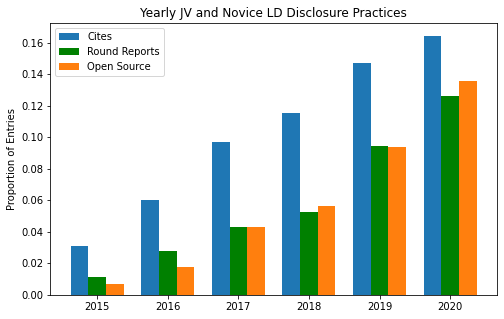 Yearly JV and Novice LD Disclosure Practices
Cites
Round Reports
Open Source
Proportion of Entries
0.16
0.14
0.12
0.10
0.08
0.06
0.04
0.02
0.00
2015 2016 2017 2018 2019 2020